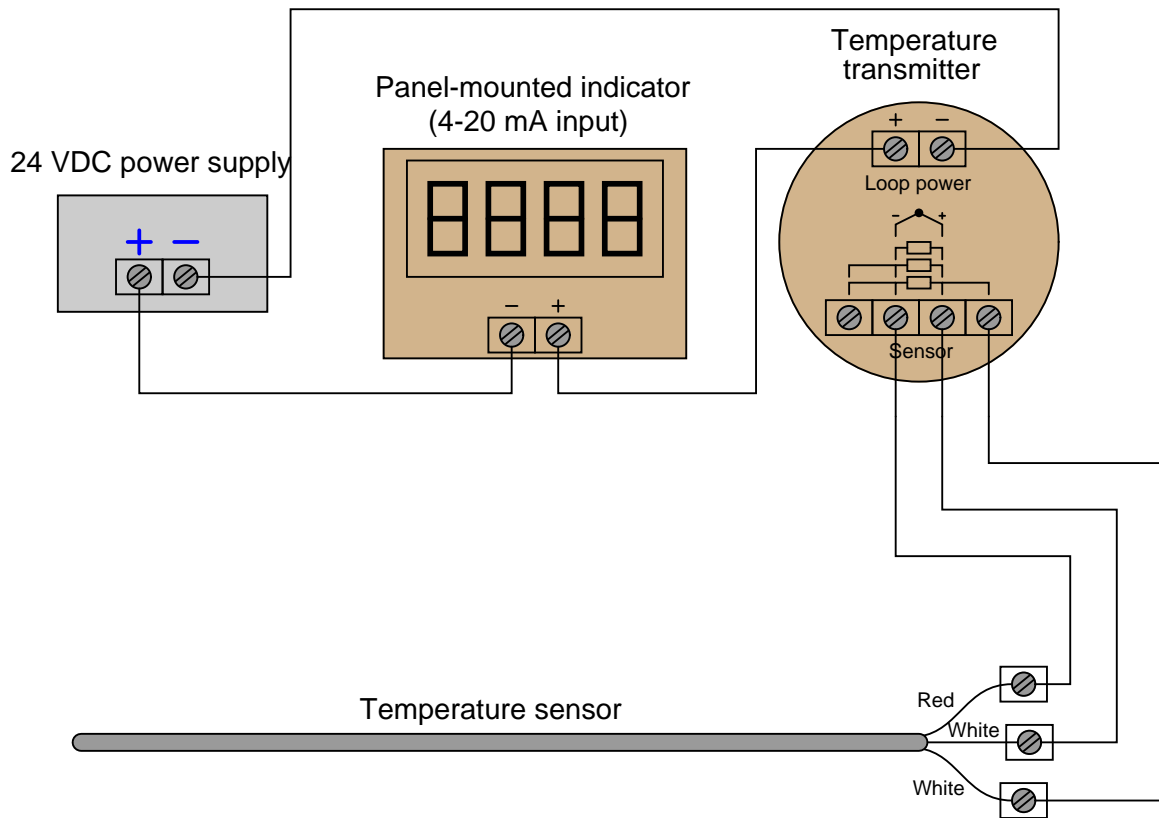 Temperature
transmitter
Panel-mounted indicator
(4-20 mA input)
24 VDC power supply
+ −
Loop power
− +
+ −
− +
Sensor
Temperature sensor
Red
White
White